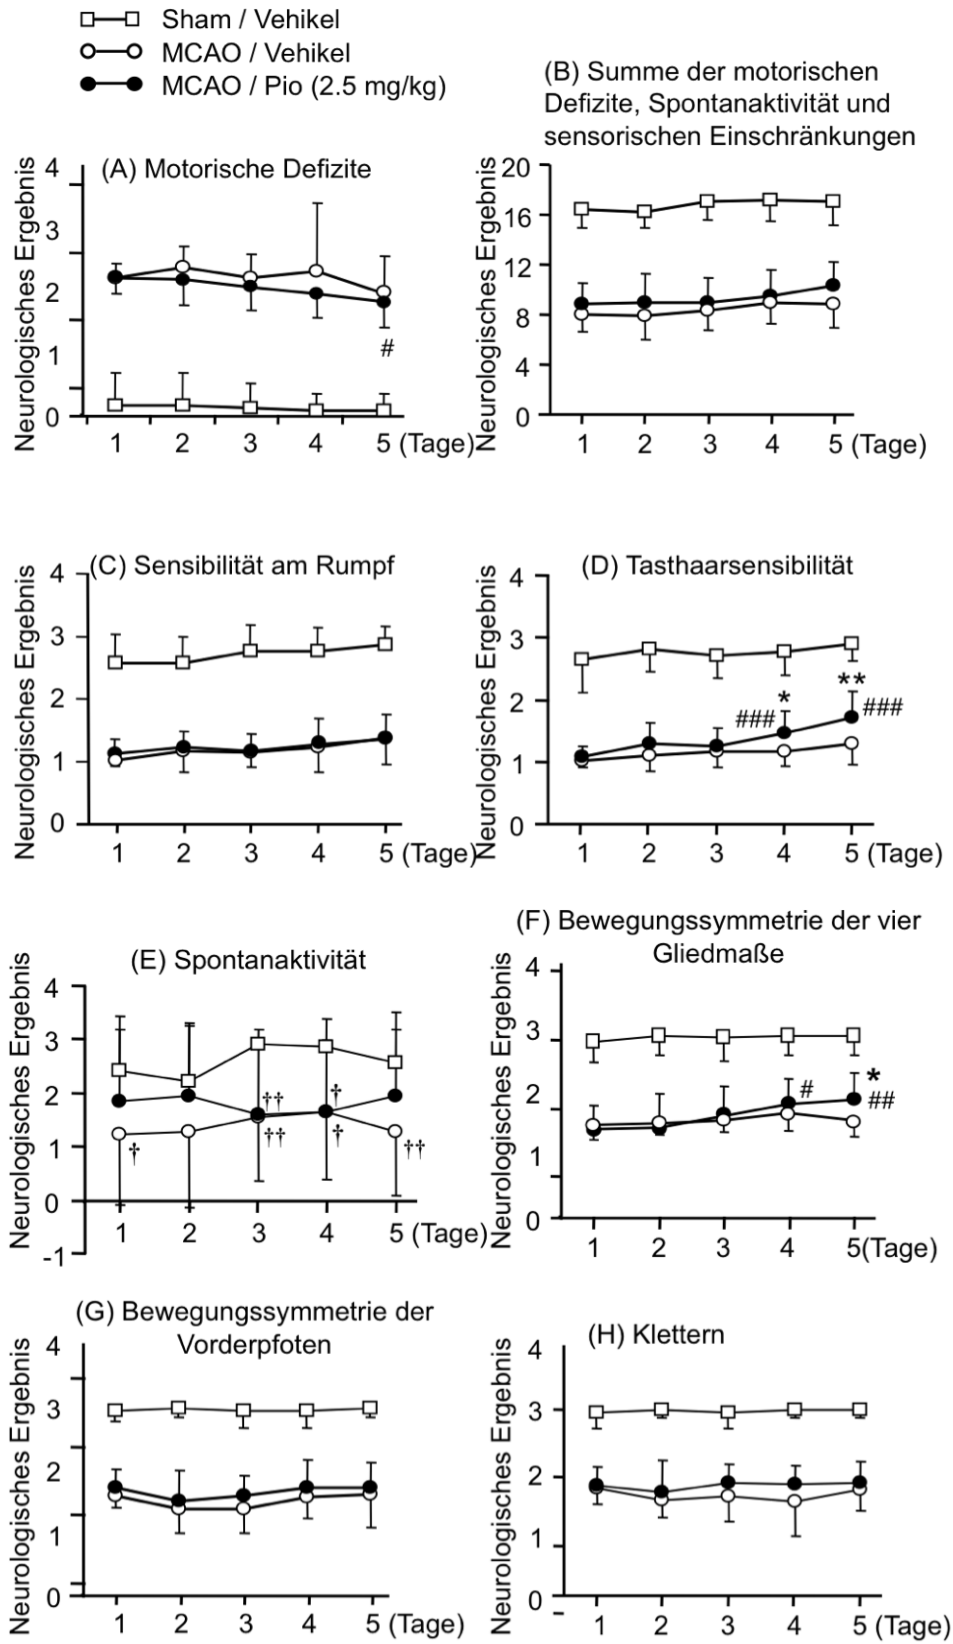 Sham / Vehikel
MCAO / Vehikel
MCAO / Pio (2.5 mg/kg)
(A) Motorische Defizite
Neurologisches Ergebnis
4
3
2
1
0
#
1 2 3 4 5 (Tage)
(B) Summe der motorischen
Defizite, Spontanaktivität und
sensorischen Einschränkungen
Neurologisches Ergebnis
20
16
12
8
4
0
1 2 3 4 5 (Tage)
(C) Sensibilität am Rumpf
Neurologisches Ergebnis
4
3
2
1
0
1 2 3 4 5 (Tage)
(D) Tasthaarsensibilität
Neurologisches Ergebnis
4
3
2
1
0
* **
### ###
1 2 3 4 5 (Tage)
(E) Spontanaktivität
Neurologisches Ergebnis
4
3
2
1
0
-1
†† †
† †† † ††
1 2 3 4 5 (Tage)
(F) Bewegungssymmetrie der vier
Gliedmaße
Neurologisches Ergebnis
4
3
2
1
0
# *
##
1 2 3 4 5(Tage)
(G) Bewegungssymmetrie der
Vorderpfoten
Neurologisches Ergebnis
4
3
2
1
0
1 2 3 4 5 (Tage)
(H) Klettern
Neurologisches Ergebnis
4
3
2
1
0
1 2 3 4 5 (Tage)